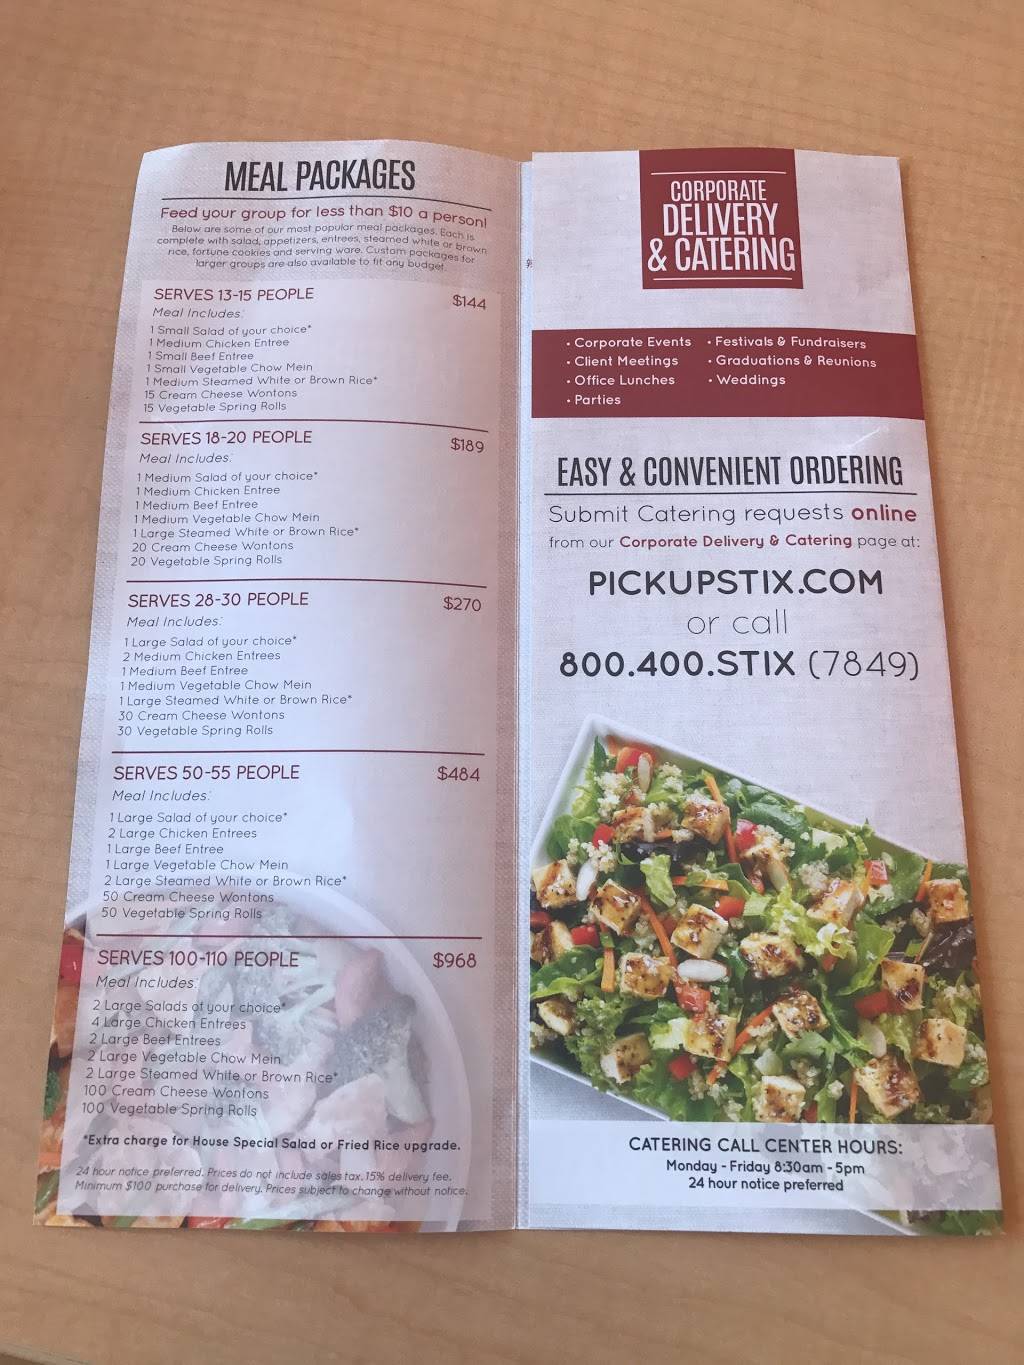 MEAL PACKAGES
Feed your group for less than $10 a person!
Below are some of our most popular meal packages. Each is
complete with salad, appetizers, entrees, steamed white or brown
rice, fortune cookies and serving ware. Custom packages for
larger groups are also available to fit any budget.
SERVES 13-15 PEOPLE $144
Meal Includes:
1 Small Salad of your choice*
1 Medium Chicken Entree
1 Small Beef Entree
1 Small Vegetable Chow Mein
1 Medium Steamed White or Brown Rice*
15 Cream Cheese Wontons
15 Vegetable Spring Rolls
SERVES 18-20 PEOPLE $189
Meal Includes:
1 Medium Salad of your choice*
1 Medium Chicken Entree
1 Medium Beef Entree
1 Medium Vegetable Chow Mein
1 Large Steamed White or Brown Rice*
20 Cream Cheese Wontons
20 Vegetable Spring Rolls
SERVES 28-30 PEOPLE $270
Meal Includes:
1 Large Salad of your choice*
2 Medium Chicken Entrees
1 Medium Beef Entree
1 Medium Vegetable Chow Mein
1 Large Steamed White or Brown Rice*
30 Cream Cheese Wontons
30 Vegetable Spring Rolls
SERVES 50-55 PEOPLE $484
Meal Includes:
1 Large Salad of your choice*
2 Large Chicken Entrees
1 Large Beef Entree
1 Large Vegetable Chow Mein
2 Large Steamed White or Brown Rice*
50 Cream Cheese Wontons
50 Vegetable Spring Rolls
SERVES 100-110 PEOPLE $968
Meal Includes:
2 Large Salads of your choice*
4 Large Chicken Entrees
2 Large Beef Entrees
2 Large Vegetable Chow Mein
2 Large Steamed White or Brown Rice*
100 Cream Cheese Wontons
100 Vegetable Spring Rolls
*Extra charge for House Special Salad or Fried Rice upgrade.
24 hour notice preferred. Prices do not include sales tax. 15% delivery fee.
Minimum $100 purchase for delivery. Prices subject to change without notice.
CORPORATE
DELIVERY
& CATERING
• Corporate Events • Festivals & Fundraisers
• Client Meetings • Graduations & Reunions
• Office Lunches • Weddings
• Parties
EASY & CONVENIENT ORDERING
Submit Catering requests online
from our Corporate Delivery & Catering page at:
PICKUPSTIX.COM
or call
800.400.STIX (7849)
CATERING CALL CENTER HOURS:
Monday - Friday 8:30am - 5pm
24 hour notice preferred